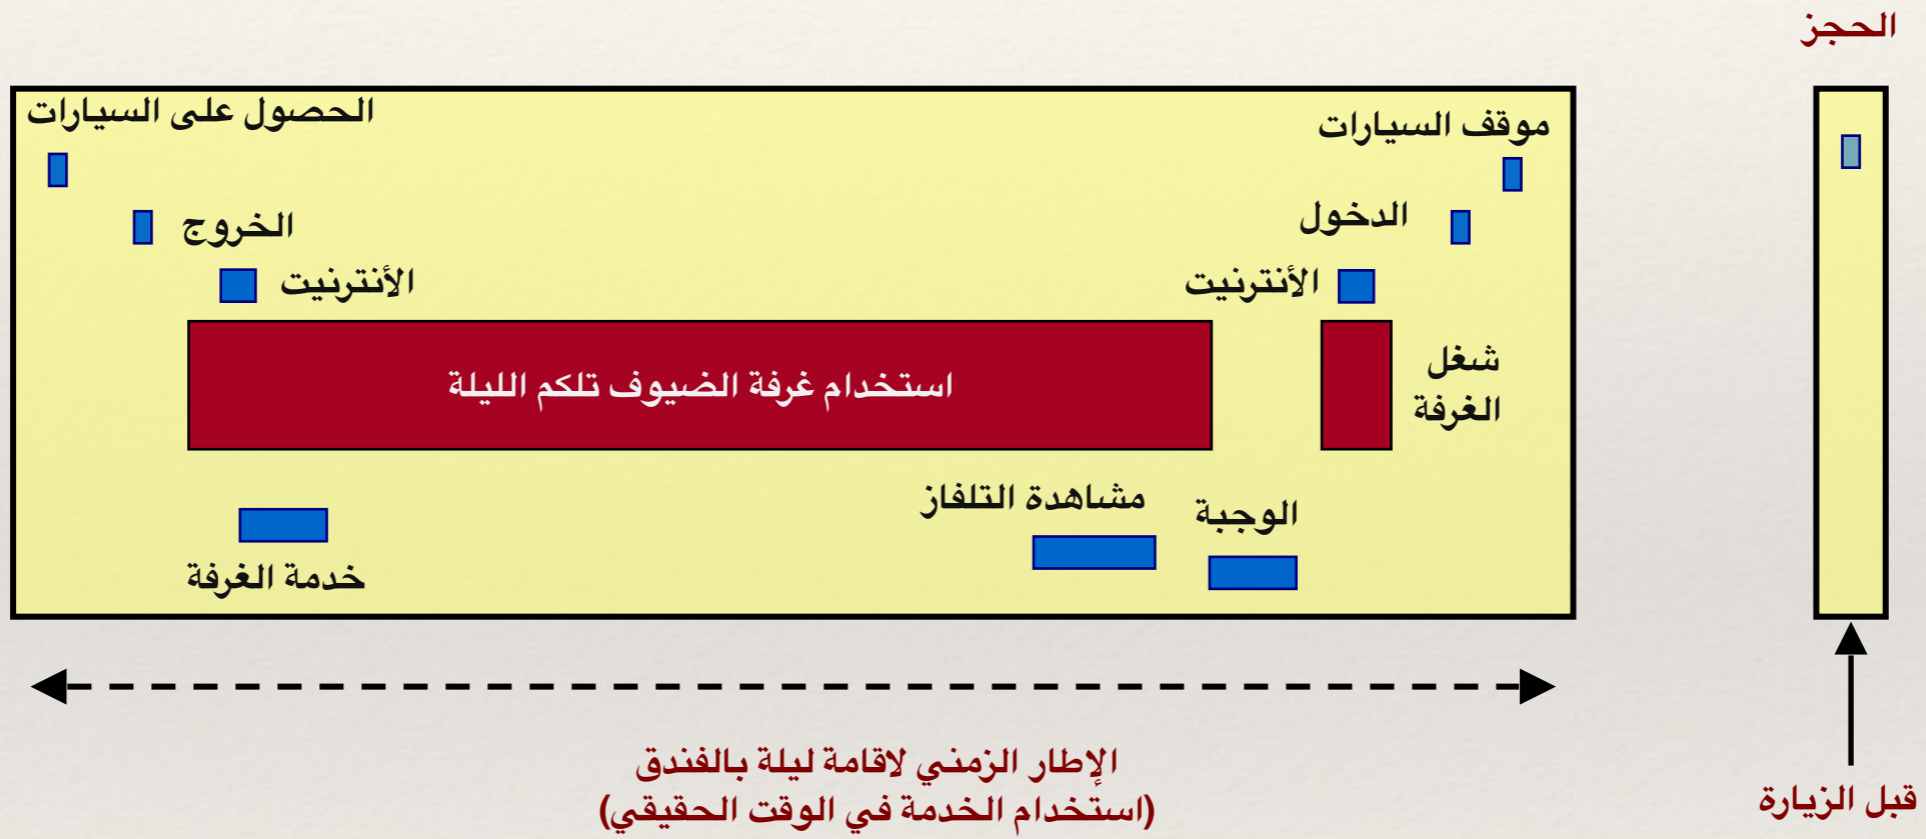 الحجز
موقف السيارات
الحصول على السيارات
الدخول
الخروج
الأنترنيت
الأنترنيت
شغل
الغرفة
استخدام غرفة الضيوف تلكم الليلة
الوجبة
مشاهدة التلفاز
خدمة الغرفة
قبل الزيارة
الإطار الزمني لاقامة ليلة بالفندق
(استخدام الخدمة في الوقت الحقيقي)